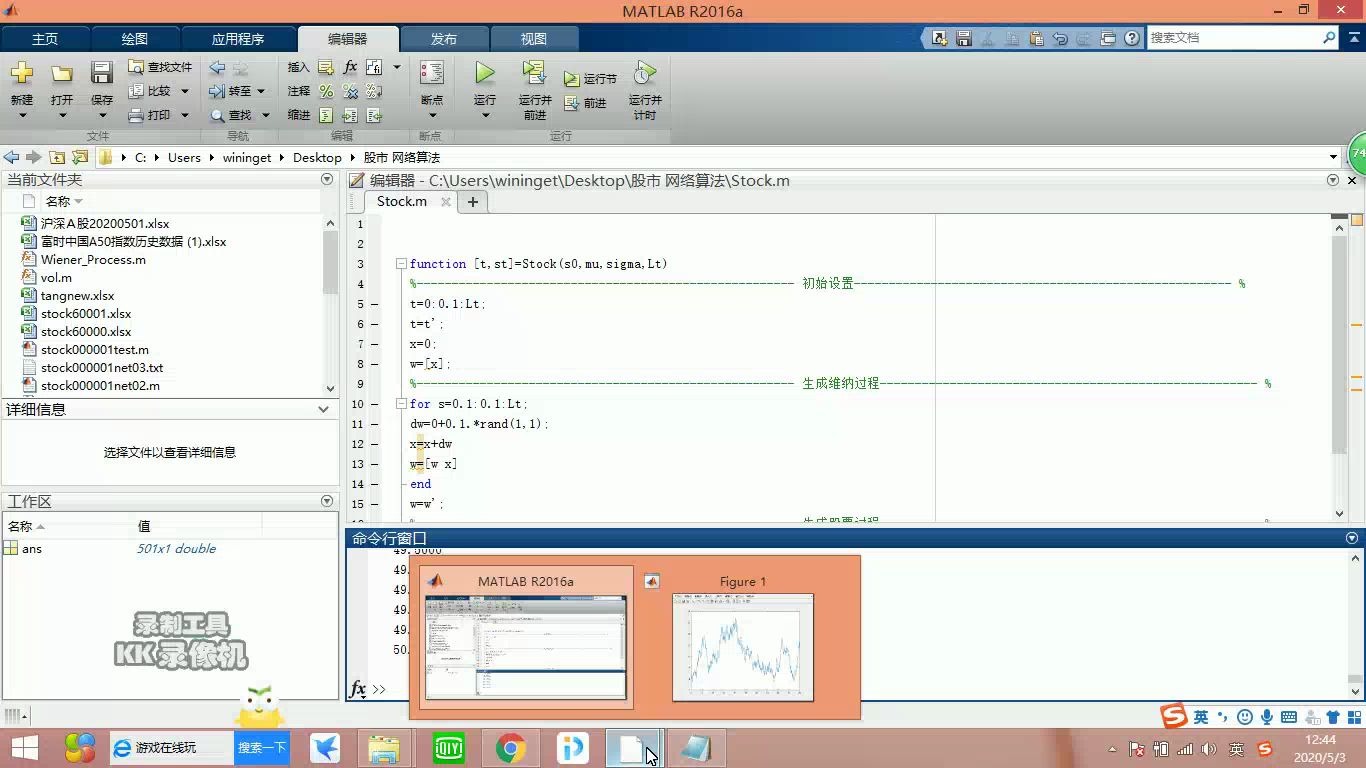 MATLAB R2016a
主页 绘图 应用程序 编辑器 发布 视图 搜索文档
新建 打开 保存 查找文件 比较 打印 转至 查找 插入 fx 注释 缩进 断点 运行 运行并前进 运行节 前进 运行并计时
文件 导航 编辑 断点 运行
C: Users wininget Desktop 股市 网络算法
74
当前文件夹
名称
沪深A股20200501.xlsx
富时中国A50指数历史数据 (1).xlsx
Wiener_Process.m
vol.m
tangnew.xlsx
stock60001.xlsx
stock60000.xlsx
stock000001test.m
stock000001net03.txt
stock000001net02.m
详细信息
选择文件以查看详细信息
工作区
名称 值
ans 501x1 double
录制工具
KK录像机
编辑器 - C:\Users\wininget\Desktop\股市 网络算法\Stock.m
Stock.m
1
2
3 function [t,st]=Stock(s0,mu,sigma,Lt)
4 %--- 初始设置--- %
5 t=0:0.1:Lt;
6 t=t';
7 x=0;
8 w=[x];
9 %--- 生成维纳过程--- %
10 for s=0.1:0.1:Lt;
11 dw=0+0.1.*rand(1,1);
12 x=x+dw
13 w=[w x]
14 end
15 w=w';
生成股票过程
命令行窗口
49.5000
49.
49.
49.
49.
50.
MATLAB R2016a
Figure 1
fx >>
英
游戏在线玩 搜索一下
iQIYI
英
12:44
2020/5/3